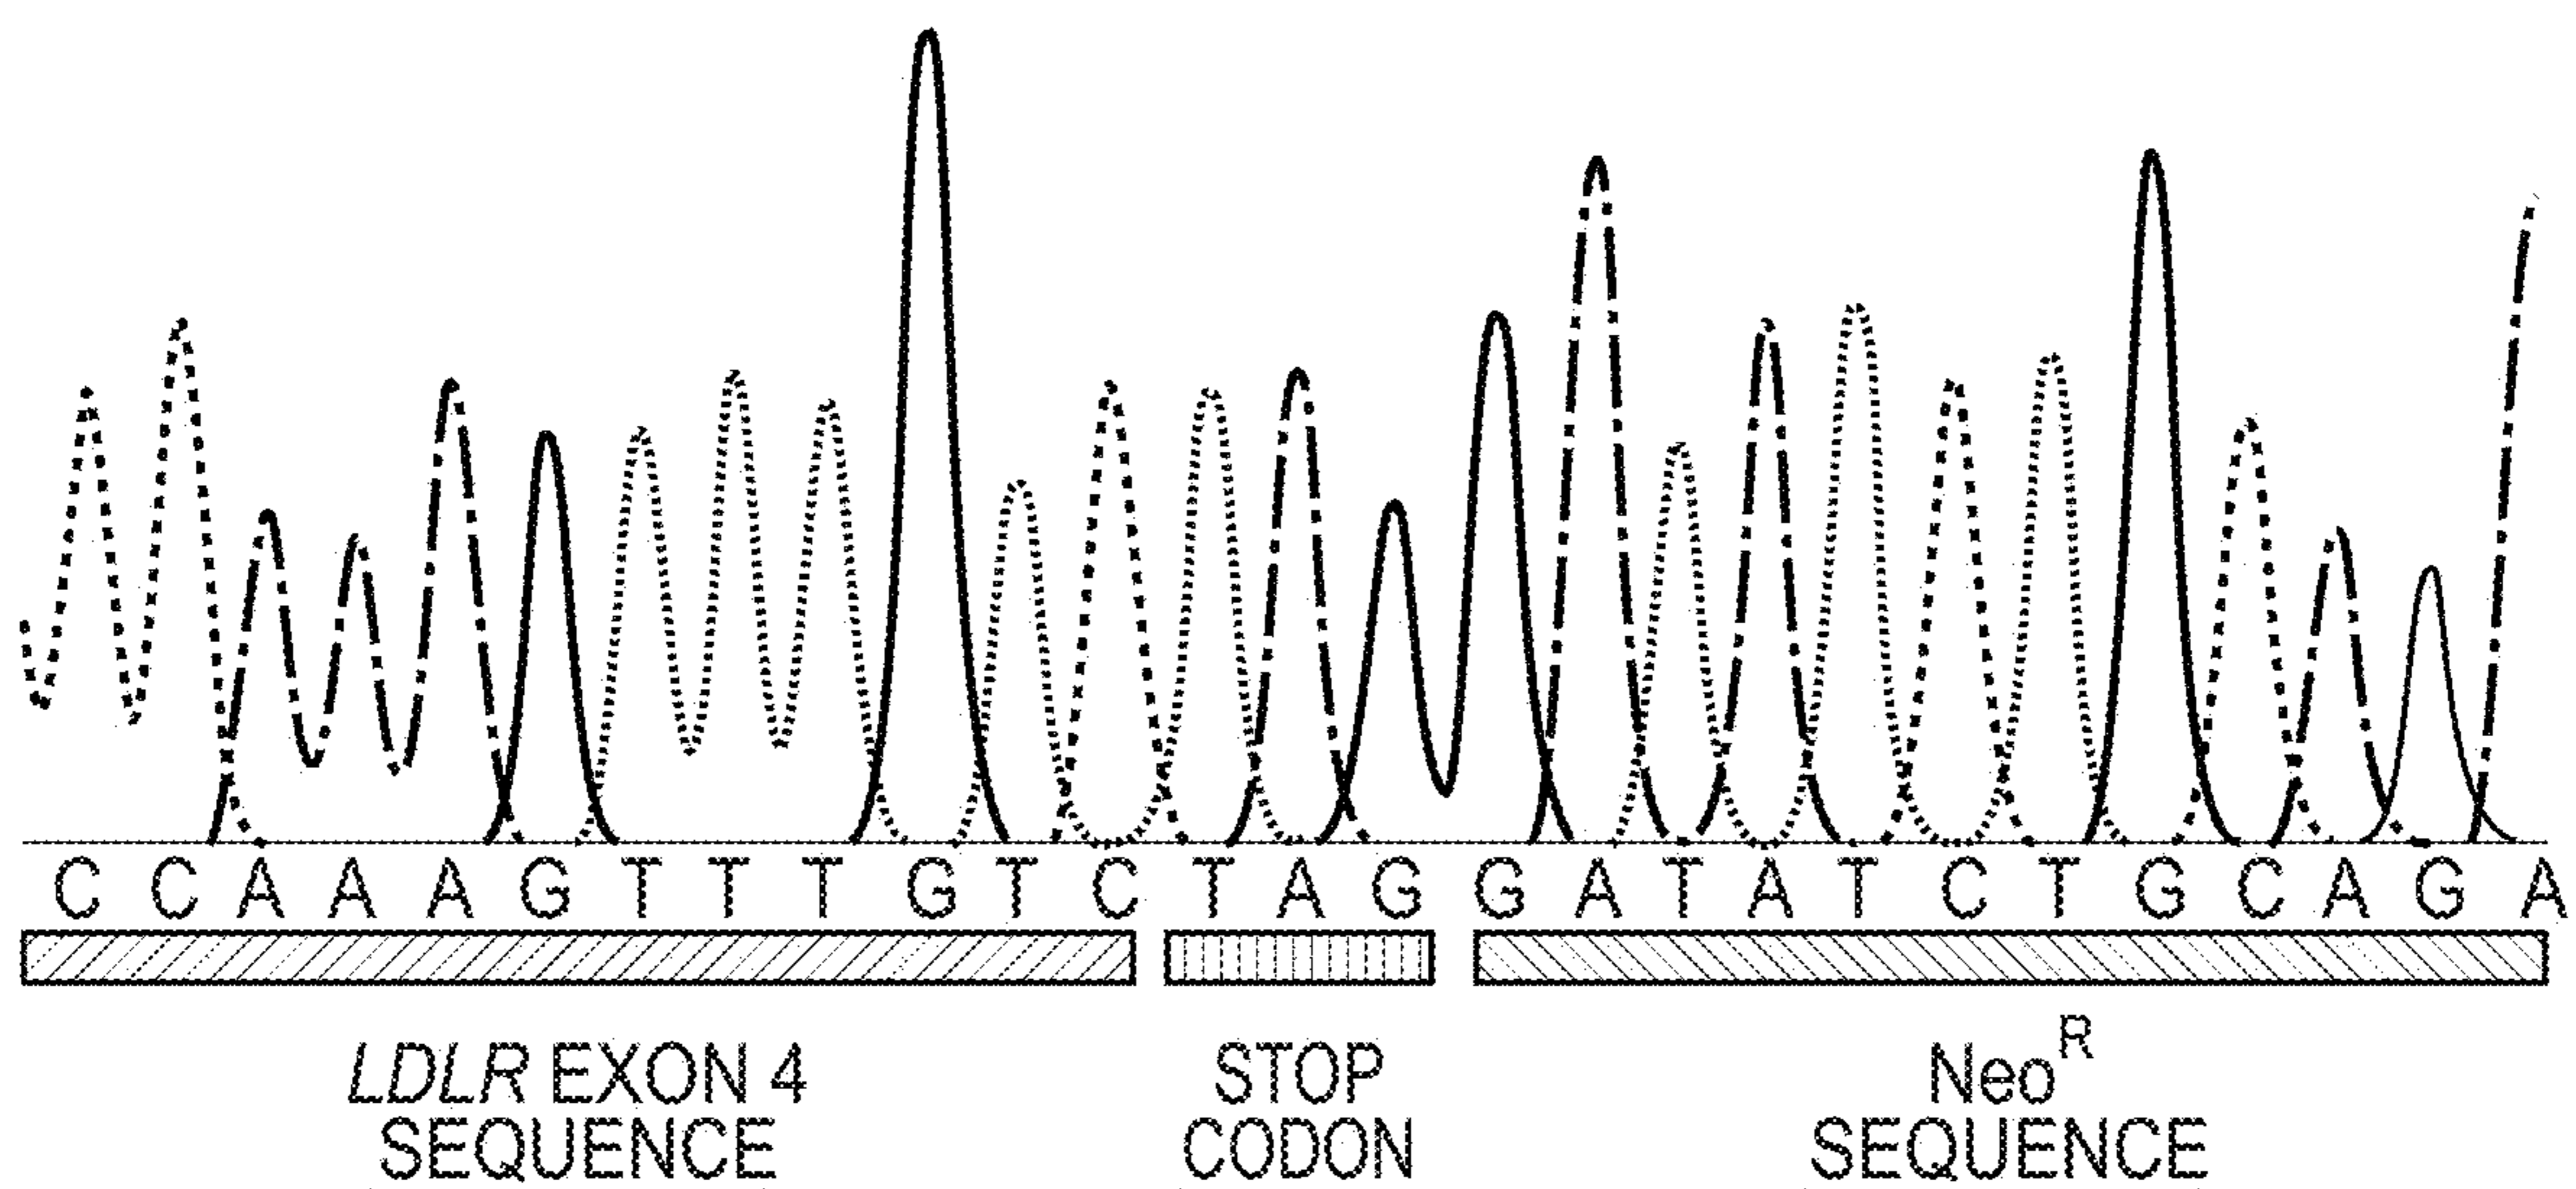 C C A A A G T T T G T C T A G G A T A T C T G C A G A
LDLR EXON 4 SEQUENCE
STOP CODON
Neo^R SEQUENCE